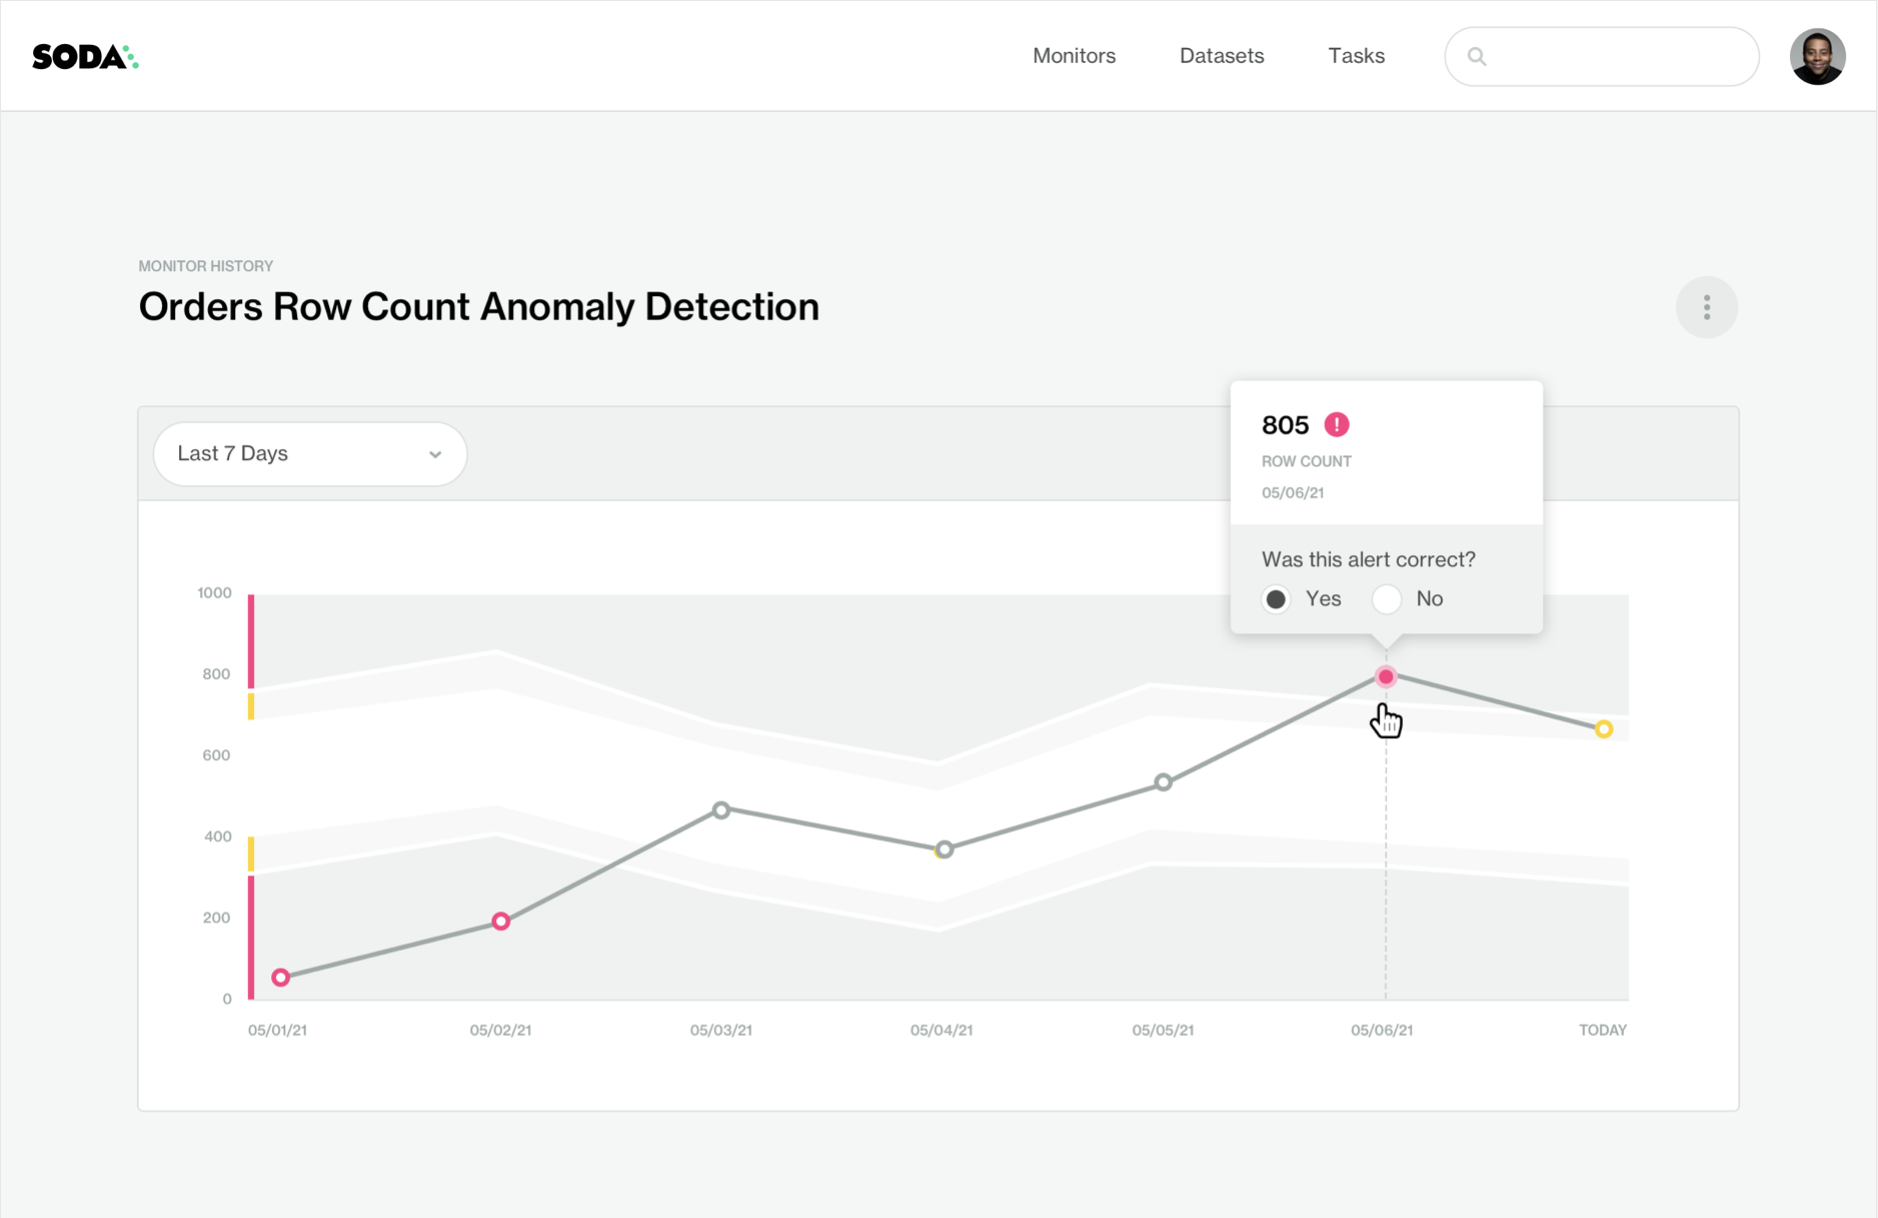 SODA
Monitors
Datasets
Tasks
MONITOR HISTORY
Orders Row Count Anomaly Detection
Last 7 Days
805
!
ROW COUNT
05/06/21
Was this alert correct?
Yes No
1000
800
600
400
200
0
05/01/21 05/02/21 05/03/21 05/04/21 05/05/21 05/06/21 TODAY